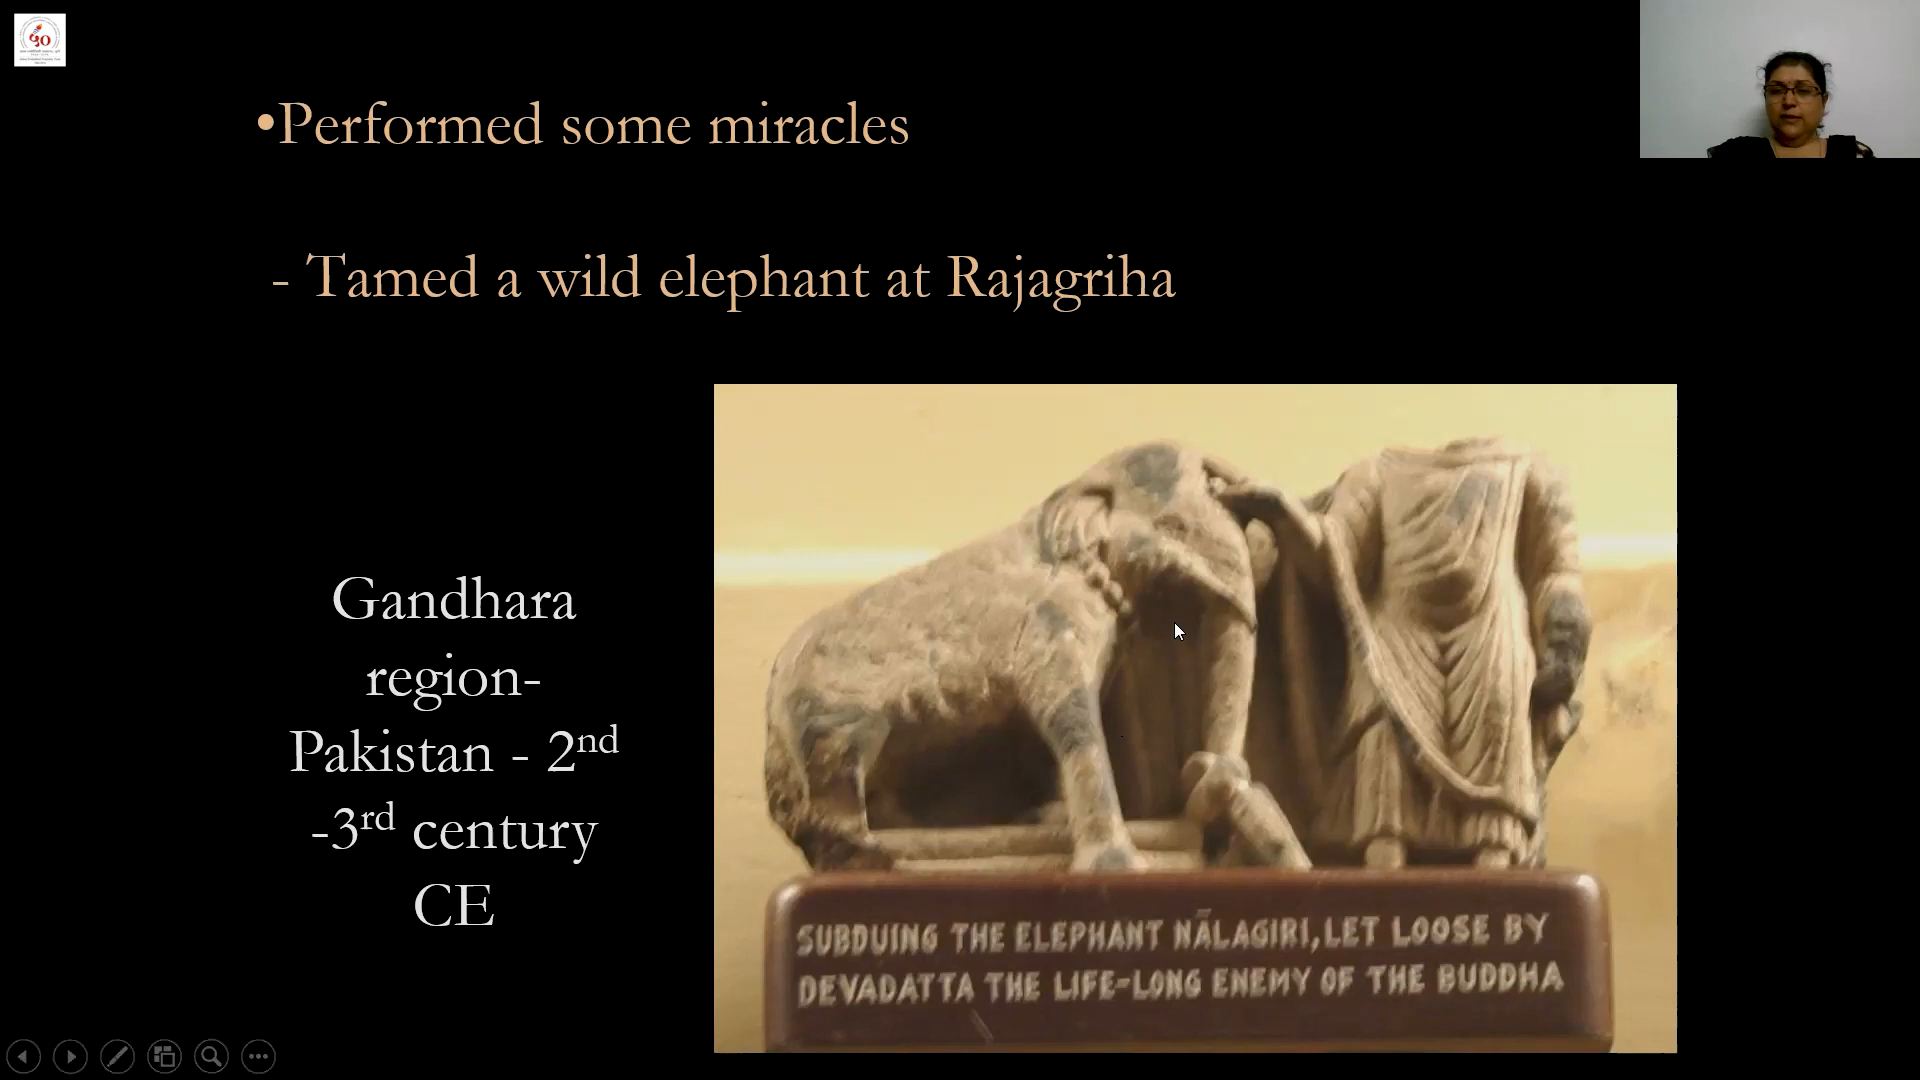 •Performed some miracles
- Tamed a wild elephant at Rajagriha
Gandhara
region-
Pakistan - 2nd
-3rd century
CE
SUBDUING THE ELEPHANT NĀLAGIRI, LET LOOSE BY
DEVADATTA THE LIFE-LONG ENEMY OF THE BUDDHA